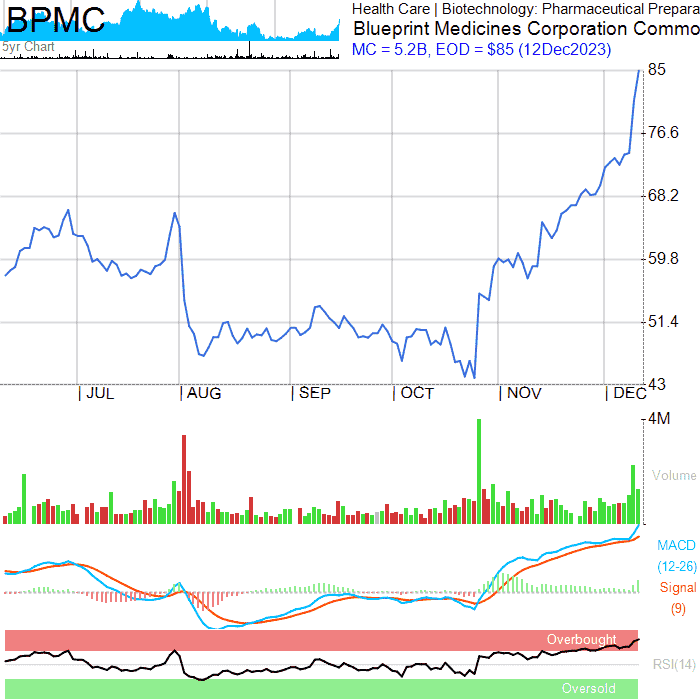 BPMC
5yr Chart
Health Care | Biotechnology: Pharmaceutical Prepara
Blueprint Medicines Corporation Commo
MC = 5.2B, EOD = $85 (12Dec2023)
85
76.6
68.2
59.8
51.4
43
JUL AUG SEP OCT NOV DEC
4M
Volume
MACD
(12-26)
Signal
(9)
Overbought
RSI(14)
Oversold